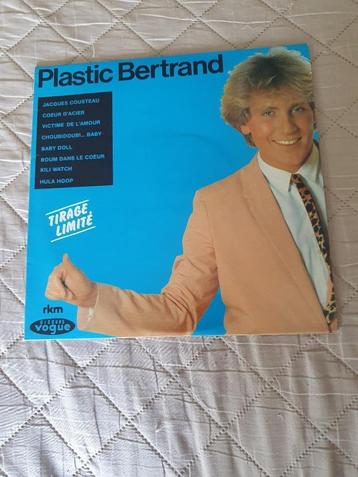 Plastic Bertrand
JACQUES COUSTEAU
COEUR D'ACIER
VICTIME DE L'AMOUR
CHOUBIDOUBI... BABY
BABY DOLL
BOUM DANS LE COEUR
KILI WATCH
HULA HOOP
TIRAGE
LIMITÉ
rkm
DISQUES
vogue